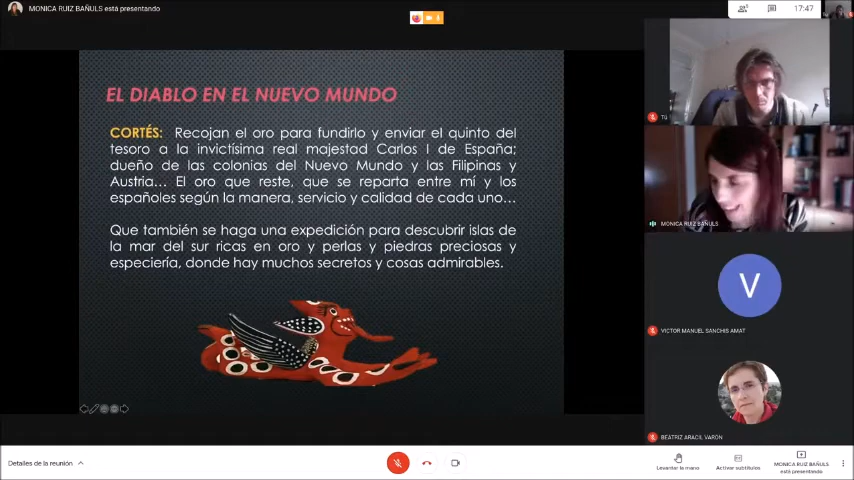 MONICA RUIZ BAÑULS está presentando
17:47
EL DIABLO EN EL NUEVO MUNDO
CORTÉS: Recojan el oro para fundirlo y enviar el quinto del
tesoro a la invictísima real majestad Carlos I de España;
dueño de las colonias del Nuevo Mundo y las Filipinas y
Austria... El oro que reste, que se reparta entre mí y los
españoles según la manera, servicio y calidad de cada uno...
Que también se haga una expedición para descubrir islas de
la mar del sur ricas en oro y perlas y piedras preciosas y
especiería, donde hay muchos secretos y cosas admirables.
Tú
MONICA RUIZ BAÑULS
V
VICTOR MANUEL SANCHIS AMAT
BEATRIZ ARACIL VARON
Detalles de la reunión
Levantar la mano
Activar subtítulos
MONICA RUIZ BAÑULS
está presentando